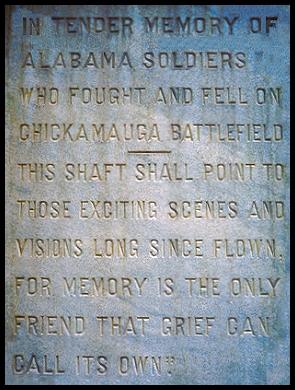 IN TENDER MEMORY OF
ALABAMA SOLDIERS
WHO FOUGHT AND FELL ON
CHICKAMAUGA BATTLEFIELD
THIS SHAFT SHALL POINT TO
THOSE EXCITING SCENES AND
VISIONS LONG SINCE FLOWN,
FOR MEMORY IS THE ONLY
FRIEND THAT GRIEF CAN
CALL ITS OWN."